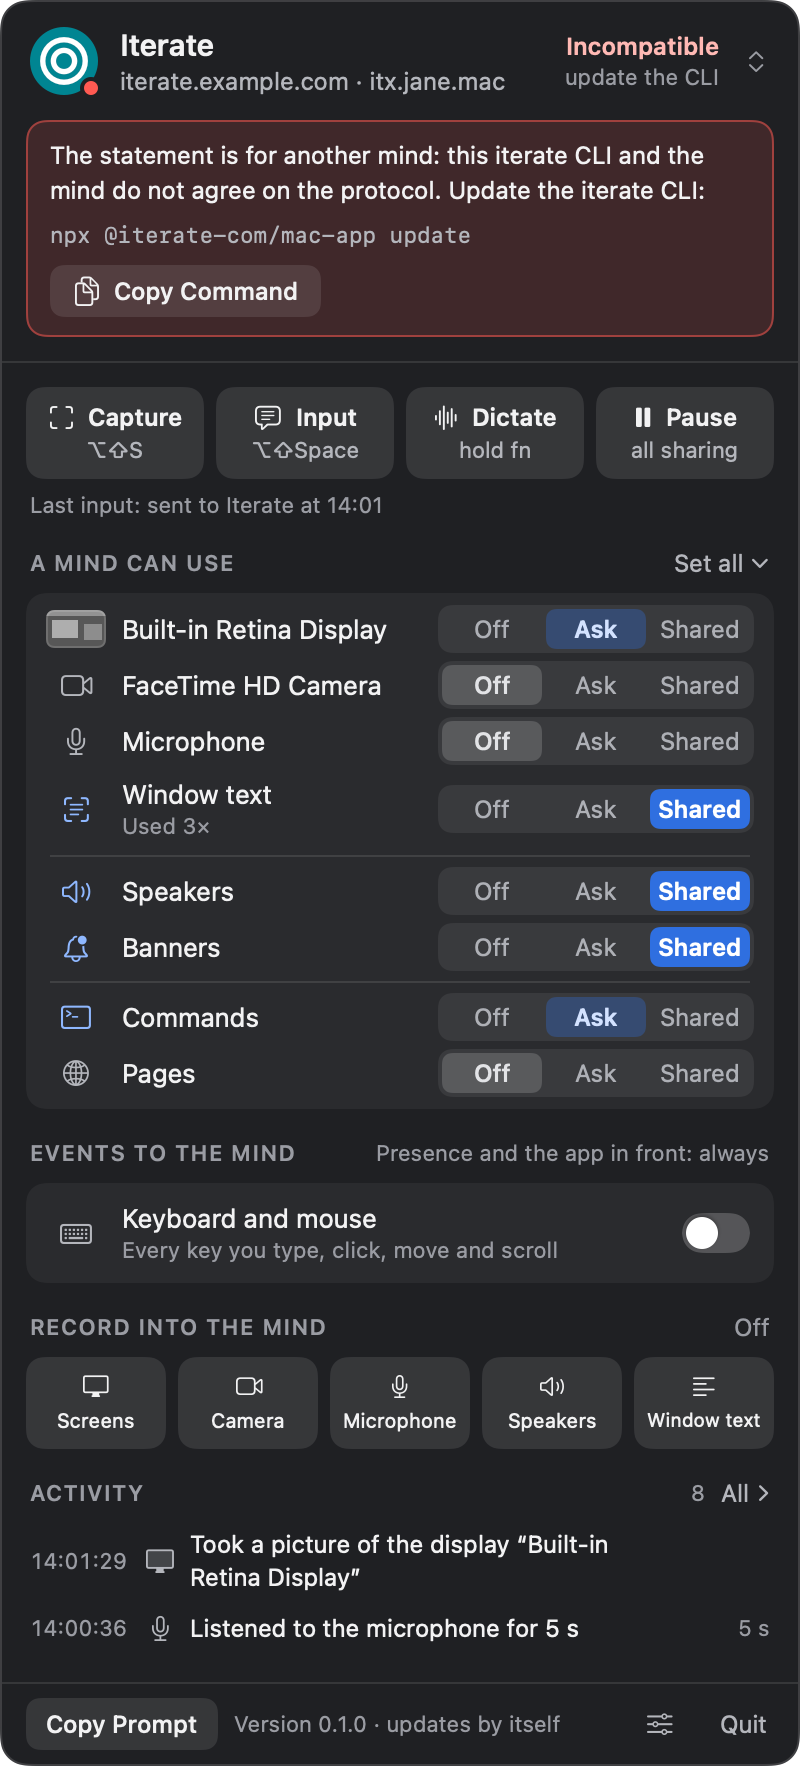 Iterate
iterate.example.com · itx.jane.mac
Incompatible
update the CLI
The statement is for another mind: this iterate CLI and the
mind do not agree on the protocol. Update the iterate CLI:
npx @iterate-com/mac-app update
Copy Command
Capture
⌥⇧S
Input
⌥⇧Space
Dictate
hold fn
Pause
all sharing
Last input: sent to Iterate at 14:01
A MIND CAN USE
Set all
Built-in Retina Display Off Ask Shared
FaceTime HD Camera Off Ask Shared
Microphone Off Ask Shared
Window text Off Ask Shared
Used 3×
Speakers Off Ask Shared
Banners Off Ask Shared
Commands Off Ask Shared
Pages Off Ask Shared
EVENTS TO THE MIND Presence and the app in front: always
Keyboard and mouse
Every key you type, click, move and scroll
RECORD INTO THE MIND Off
Screens Camera Microphone Speakers Window text
ACTIVITY 8 All
14:01:29 Took a picture of the display “Built-in
Retina Display”
14:00:36 Listened to the microphone for 5 s 5 s
Copy Prompt Version 0.1.0 · updates by itself Quit